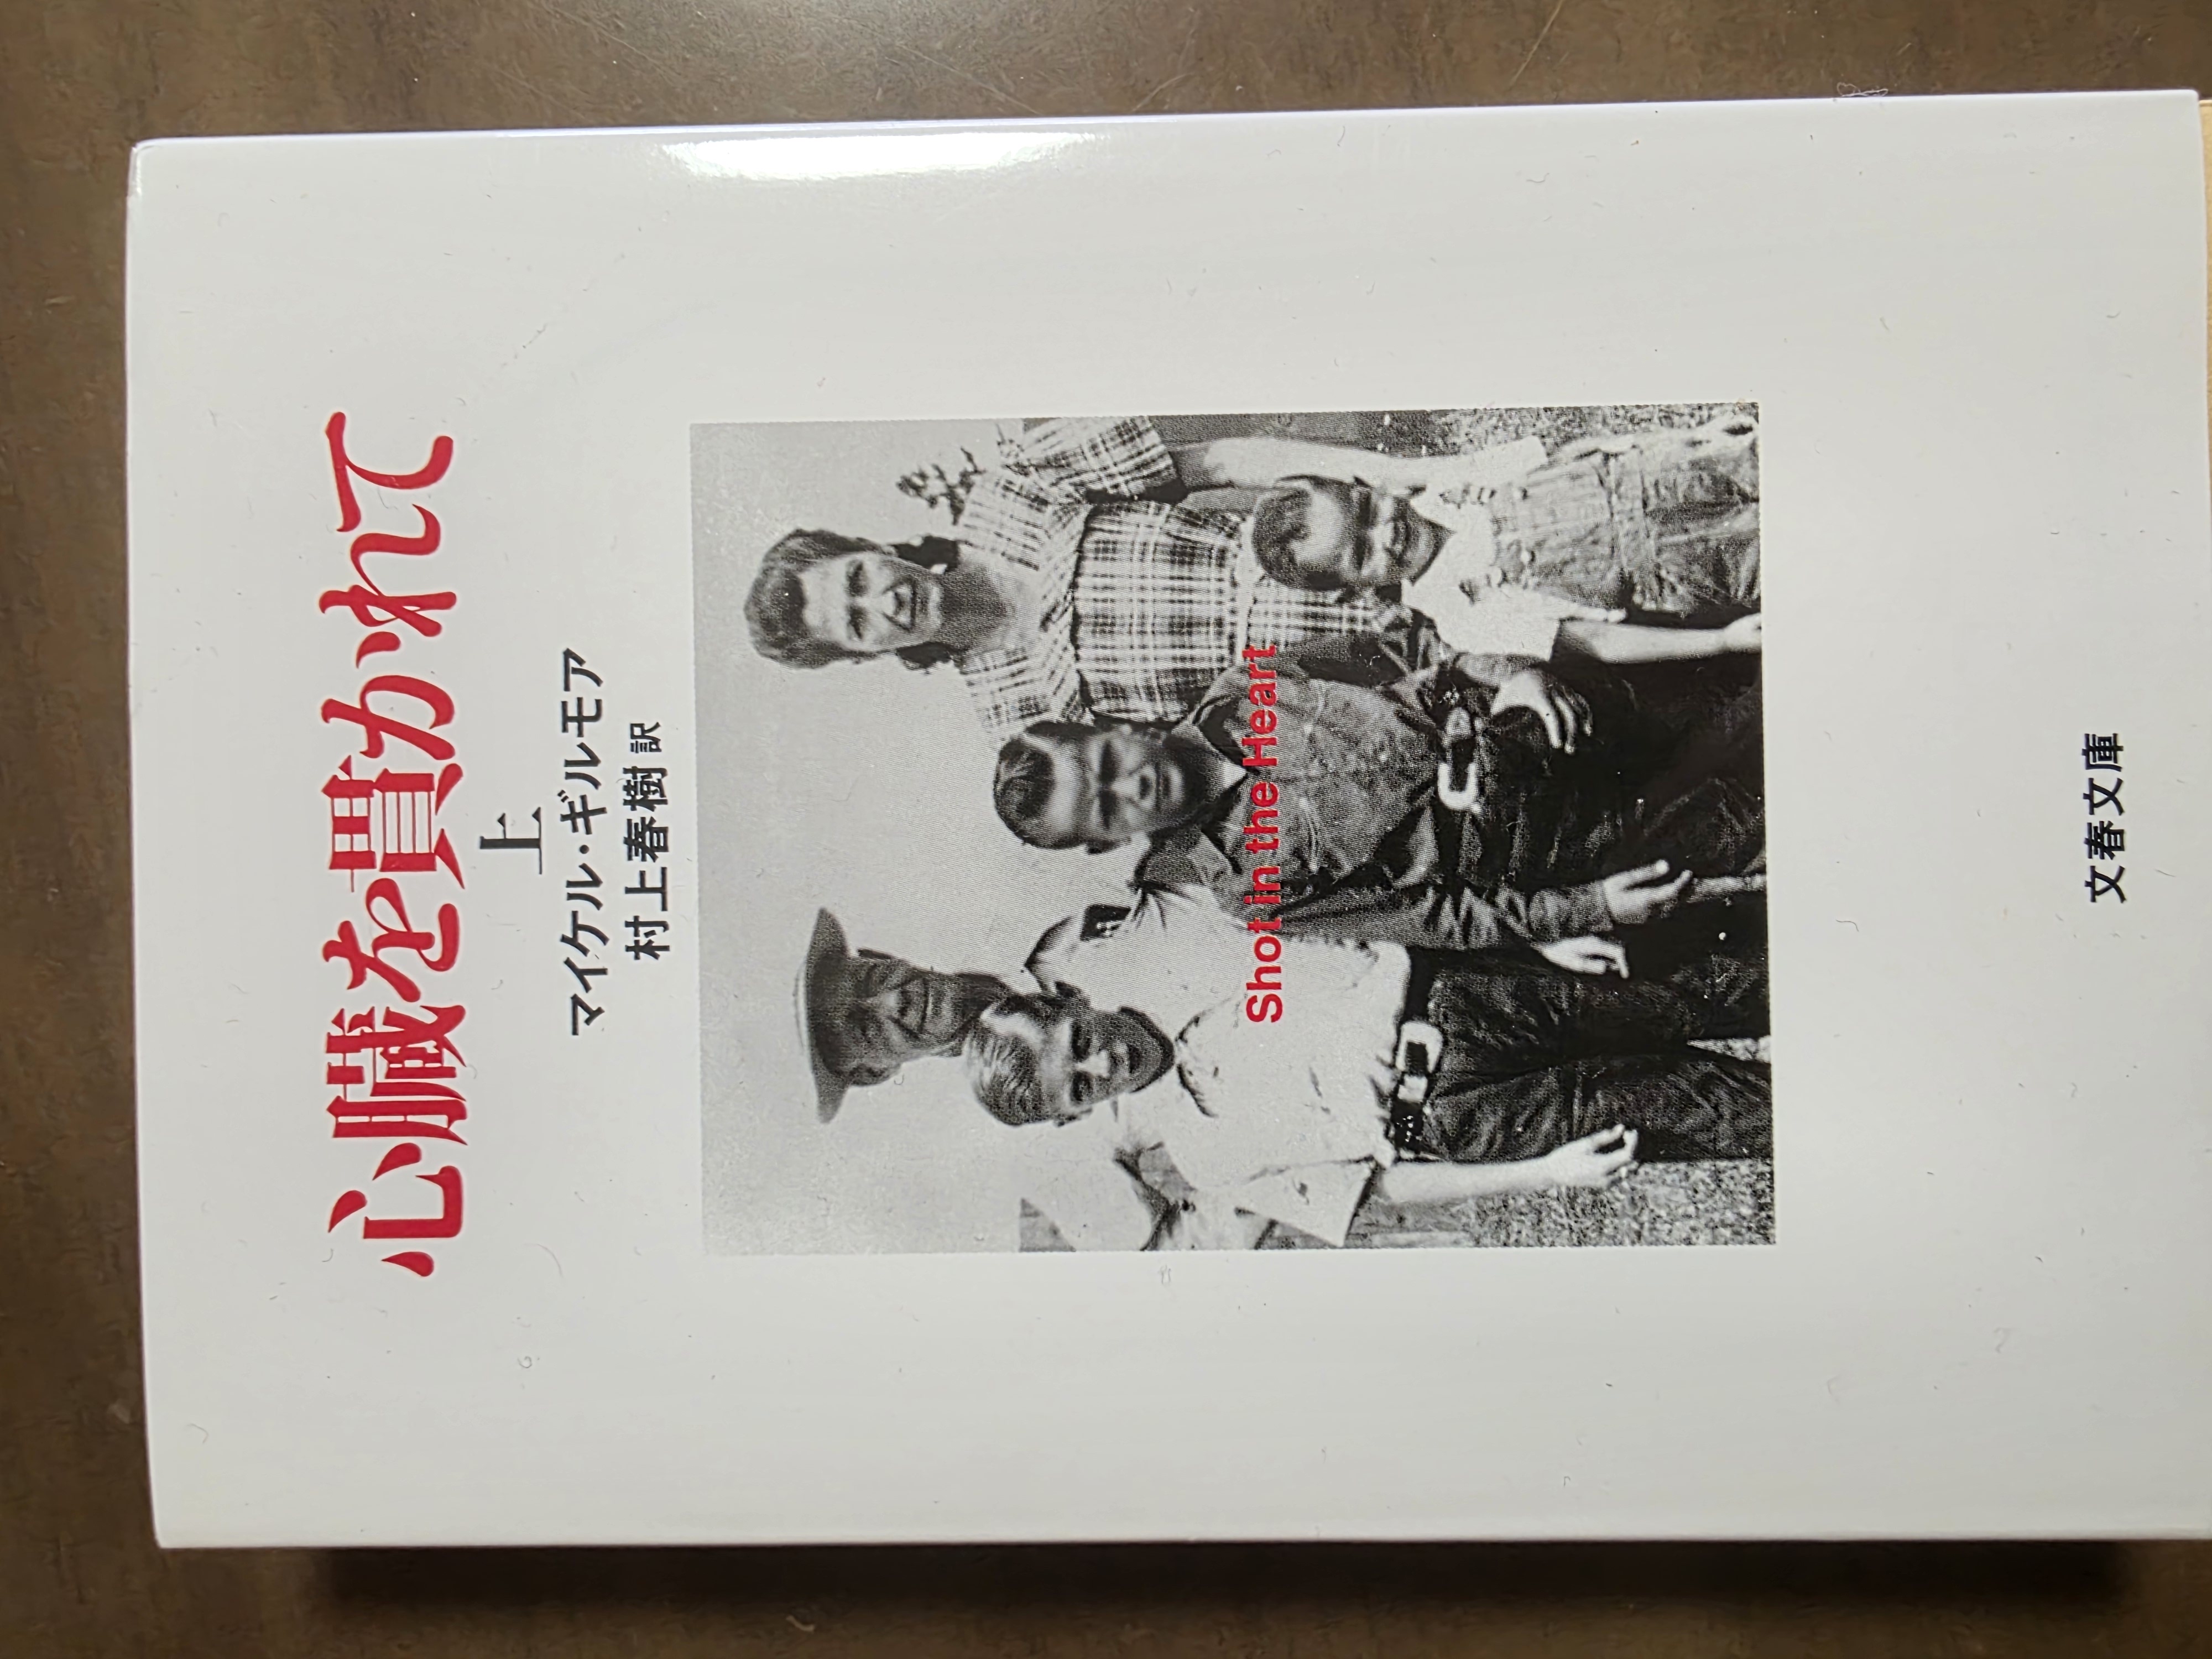 心臓を貫かれて
上
マイケル・ギルモア
村上春樹 訳
Shot in the Heart
文春文庫